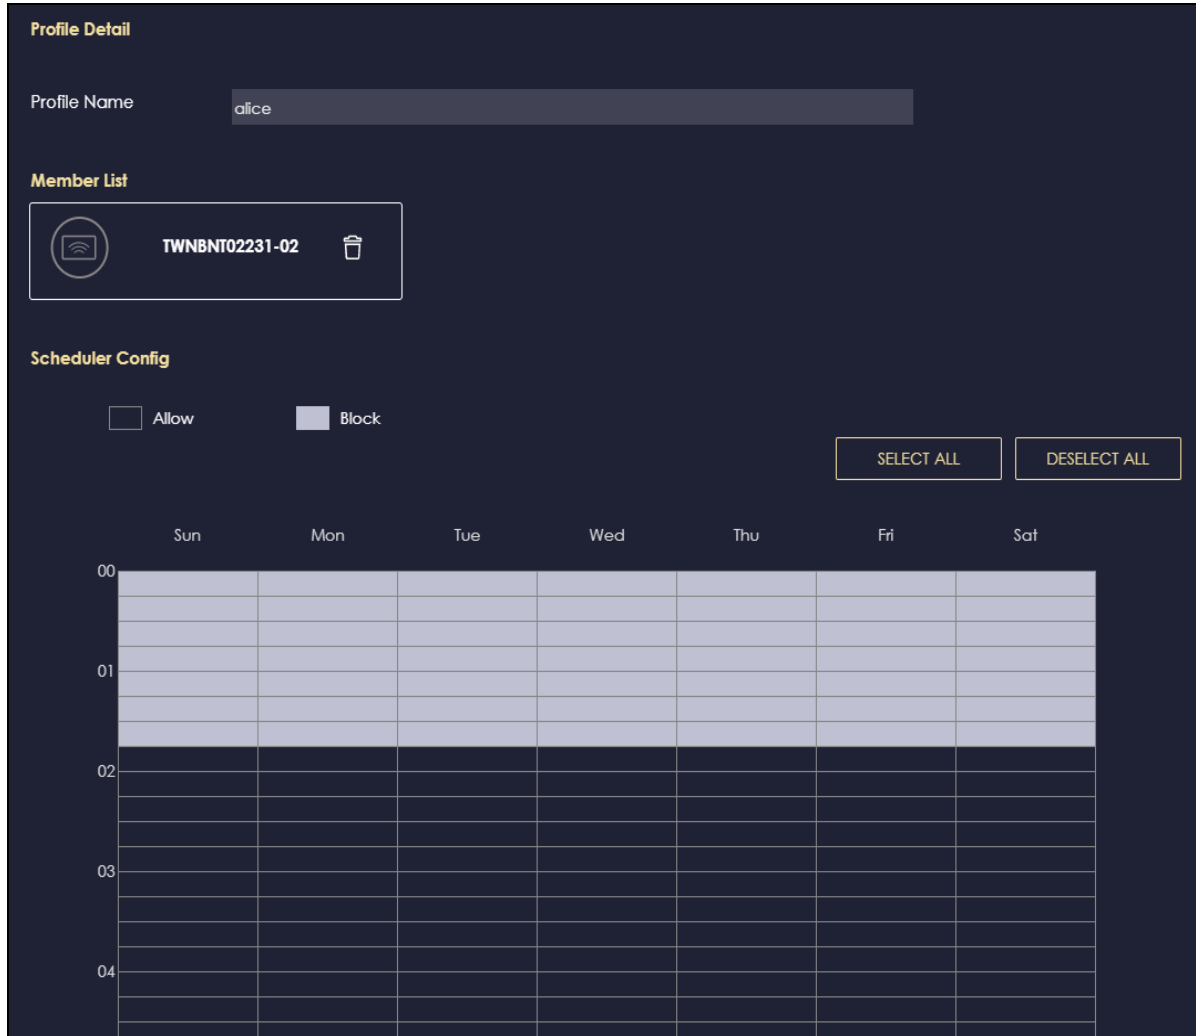 Profile Detail
Profile Name alice
Member List
TWNBNT02231-02
Scheduler Config
Allow Block
SELECT ALL DESELECT ALL
Sun Mon Tue Wed Thu Fri Sat
00
01
02
03
04